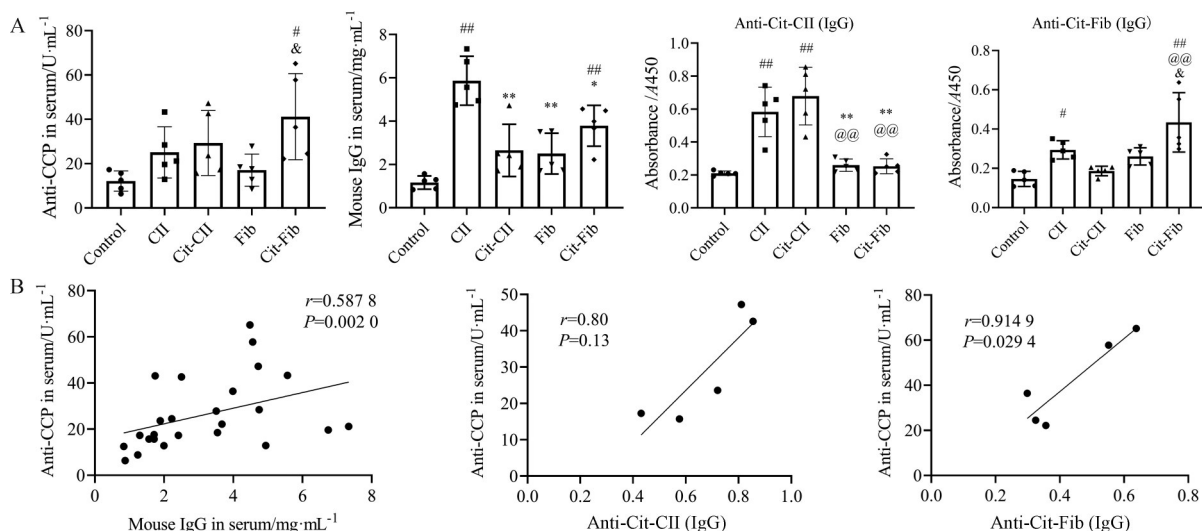 A
Anti-CCP in serum/U·mL⁻¹
80
60
40
20
0
#
&
Control
CII
Cit-CII
Fib
Cit-Fib
Mouse IgG in serum/mg·mL⁻¹
8
6
4
2
0
##
**
**
##
*
Control
CII
Cit-CII
Fib
Cit-Fib
Anti-Cit-CII (IgG)
Absorbance /A450
1.0
0.8
0.6
0.4
0.2
0.0
##
##
**
@@
**
@@
Control
CII
Cit-CII
Fib
Cit-Fib
Anti-Cit-Fib (IgG)
Absorbance/A450
0.8
0.6
0.4
0.2
0.0
#
##
@@
&
Control
CII
Cit-CII
Fib
Cit-Fib
B
Anti-CCP in serum/U·mL⁻¹
80
60
40
20
0
r=0.587 8
P=0.002 0
0 2 4 6 8
Mouse IgG in serum/mg·mL⁻¹
Anti-CCP in serum/U·mL⁻¹
50
40
30
20
10
0
r=0.80
P=0.13
0.0 0.2 0.4 0.6 0.8 1.0
Anti-Cit-CII (IgG)
Anti-CCP in serum/U·mL⁻¹
80
60
40
20
0
r=0.914 9
P=0.029 4
0.0 0.2 0.4 0.6 0.8
Anti-Cit-Fib (IgG)